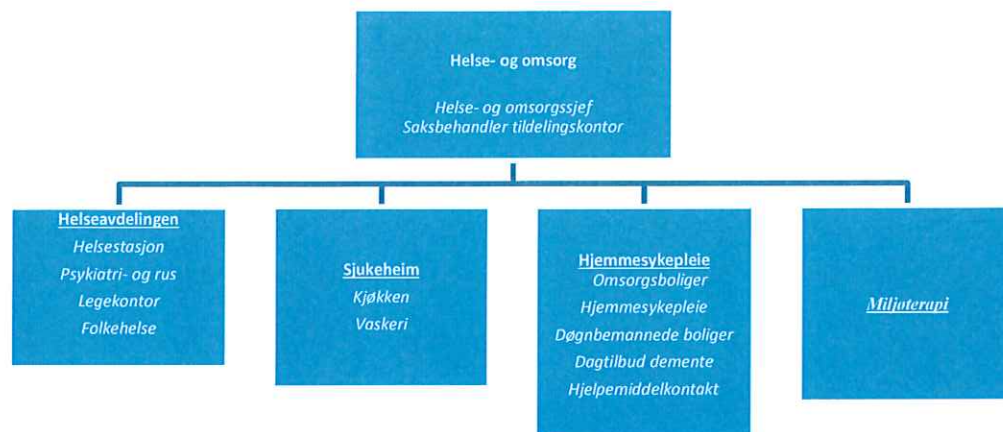 Helse- og omsorg
Helse- og omsorgssjef
Saksbehandler tildelingskontor
Helseavdelingen
Helsestasjon
Psykiatri- og rus
Legekontor
Folkehelse
Sjukeheim
Kjøkken
Vaskeri
Hjemmesykepleie
Omsorgsboliger
Hjemmesykepleie
Døgnbemannede boliger
Dagtilbud demente
Hjelpemiddelkontakt
Miljøterapi